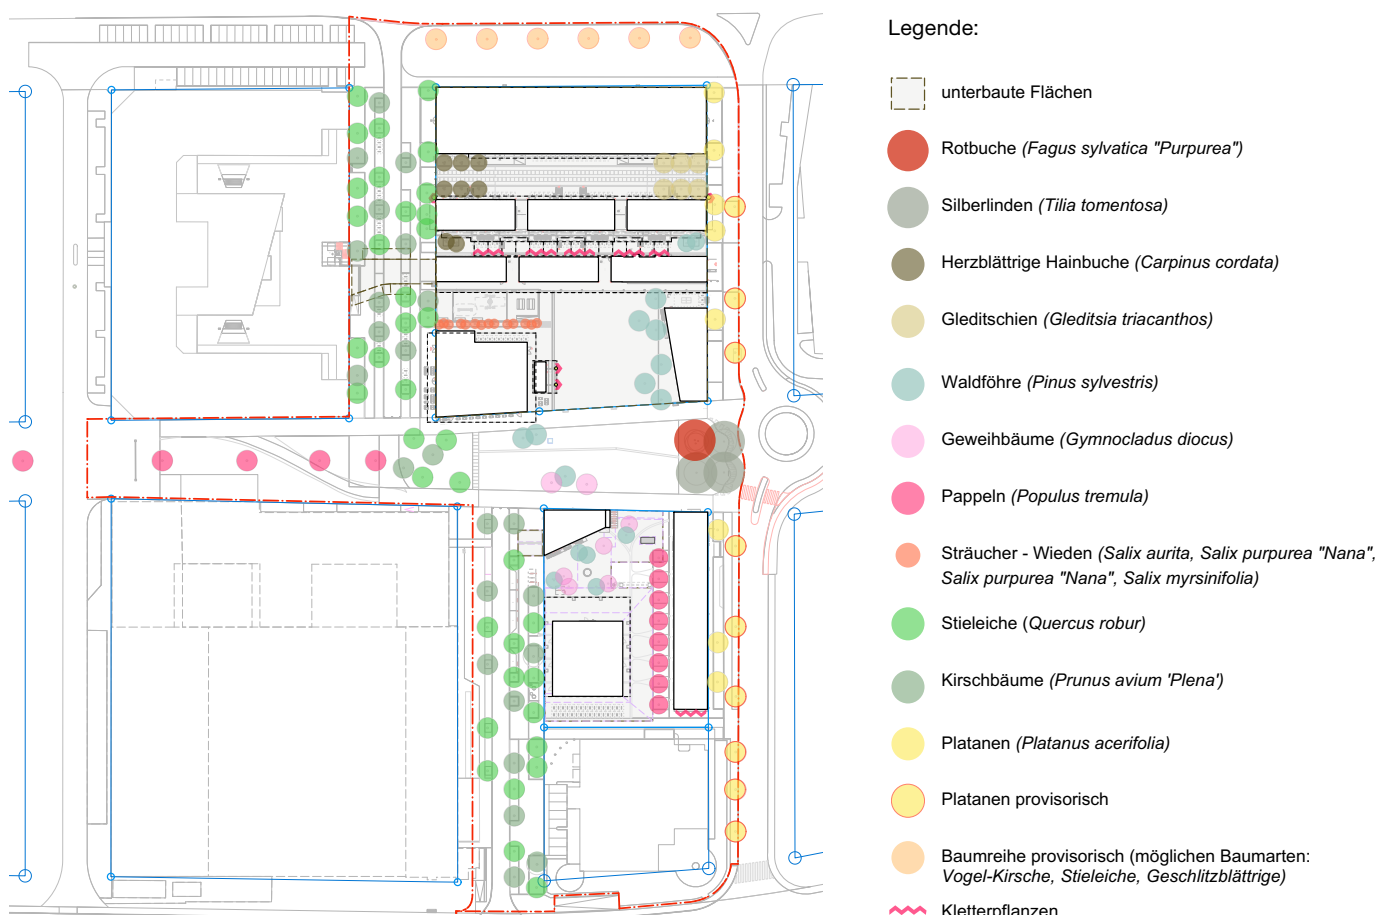 Legende:
unterbaute Flächen
Rotbuche (Fagus sylvatica "Purpurea")
Silberlinden (Tilia tomentosa)
Herzblättrige Hainbuche (Carpinus cordata)
Gleditschien (Gleditsia triacanthos)
Waldföhre (Pinus sylvestris)
Geweihbäume (Gymnocladus diocus)
Pappeln (Populus tremula)
Sträucher - Wieden (Salix aurita, Salix purpurea "Nana",
Salix purpurea "Nana", Salix myrsinifolia)
Stieleiche (Quercus robur)
Kirschbäume (Prunus avium 'Plena')
Platanen (Platanus acerifolia)
Platanen provisorisch
Baumreihe provisorisch (möglichen Baumarten:
Vogel-Kirsche, Stieleiche, Geschlitzblättrige)
Kletterpflanzen